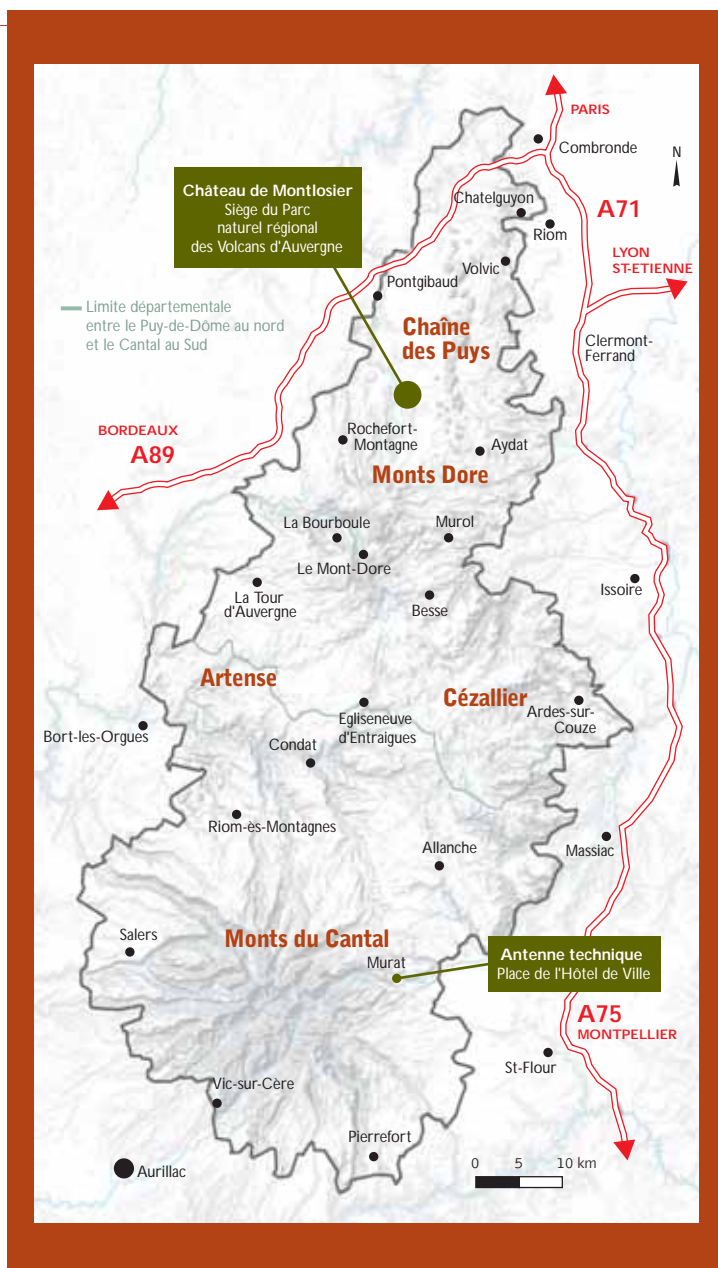 PARIS
Combronde
N
Château de Montlosier
Siège du Parc
naturel régional
des Volcans d'Auvergne
Chatelguyon
A71
Riom
LYON
ST-ETIENNE
Volvic
Pontgibaud
Limite départementale
entre le Puy-de-Dôme au nord
et le Cantal au Sud
Chaîne
des Puys
Clermont-
Ferrand
BORDEAUX
A89
Rochefort-
Montagne
Aydat
Monts Dore
La Bourboule
Murol
Le Mont-Dore
Issoire
La Tour
d'Auvergne
Besse
Artense
Cézallier
Ardes-sur-
Couze
Bort-les-Orgues
Egliseneuve
d'Entraigues
Condat
Riom-ès-Montagnes
Allanche
Massiac
Salers
Monts du Cantal
Murat
Antenne technique
Place de l'Hôtel de Ville
A75
MONTPELLIER
St-Flour
Vic-sur-Cère
Pierrefort
Aurillac
0 5 10 km